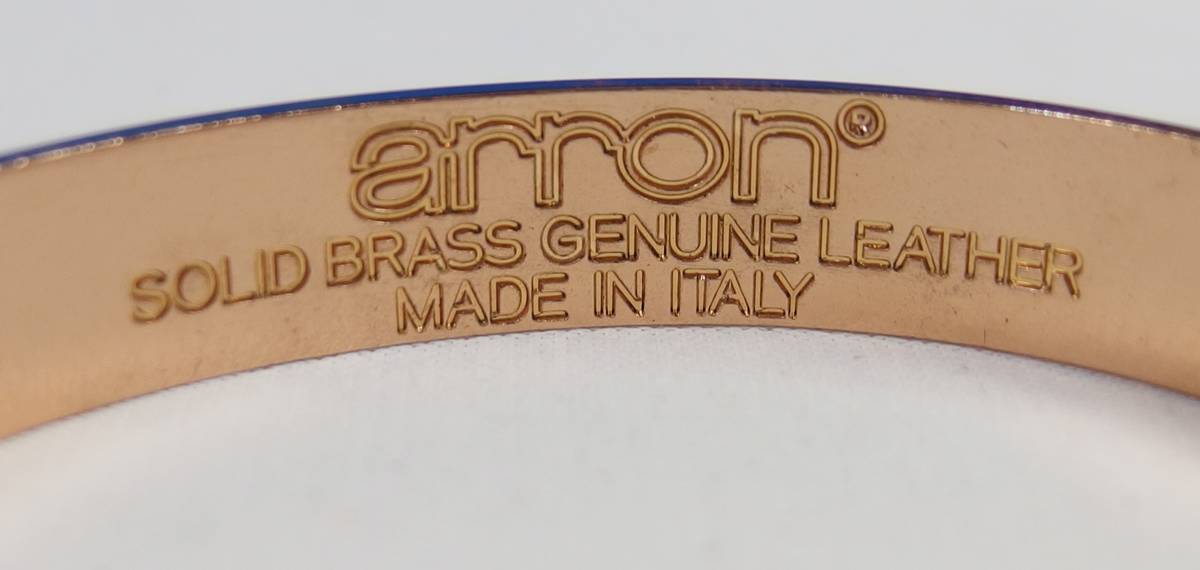 arron®
SOLID BRASS GENUINE LEATHER
MADE IN ITALY